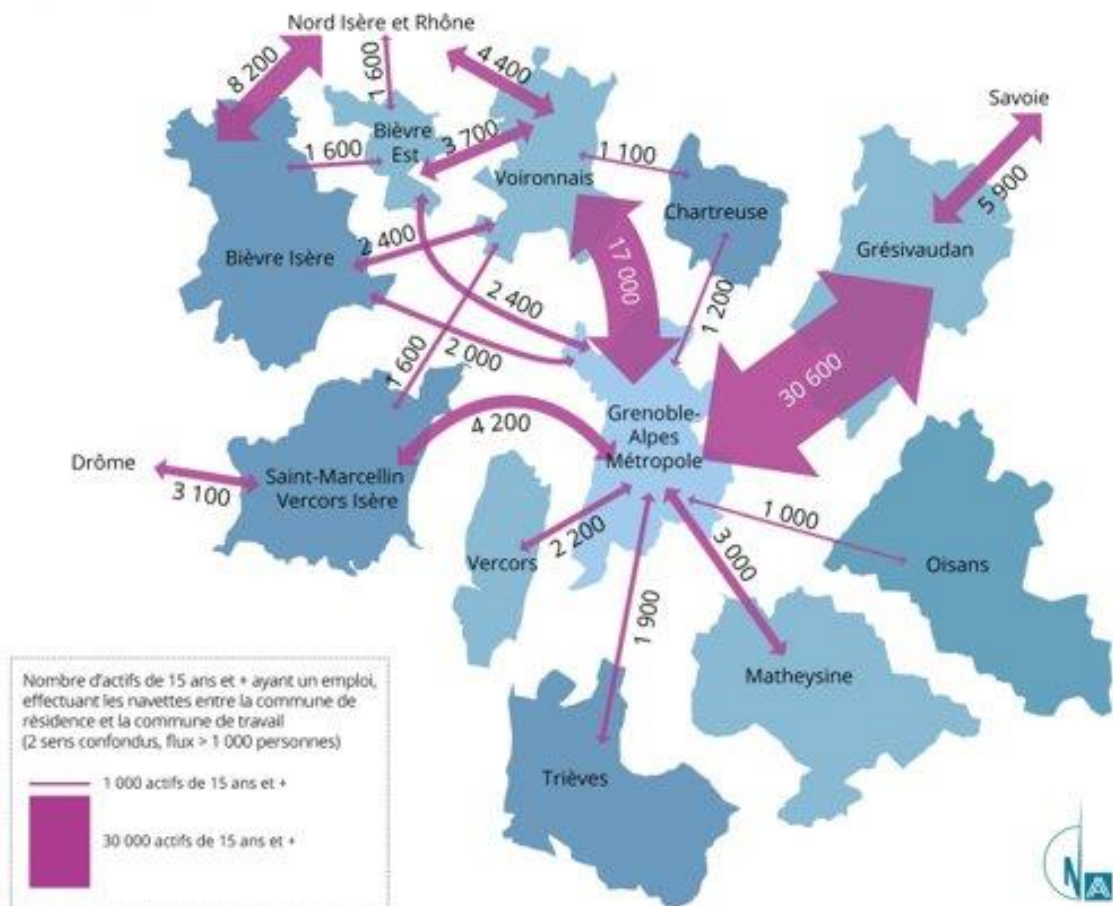 Nord Isère et Rhône
8 200
1 600
4 400
Savoie
5 900
Bièvre
Est
3 700
1 600
Voironnais
1 100
Chartreuse
Grésivaudan
Bièvre Isère
2 400
2 400
17 000
1 200
2 000
1 600
30 600
Grenoble-
Alpes
Métropole
4 200
Drôme
3 100
Saint-Marcellin
Vercors Isère
Vercors
2 200
1 000
3 000
Oisans
1 900
Matheysine
Trièves
Nombre d'actifs de 15 ans et + ayant un emploi,
effectuant les navettes entre la commune de
résidence et la commune de travail
(2 sens confondus, flux > 1 000 personnes)
1 000 actifs de 15 ans et +
30 000 actifs de 15 ans et +
N